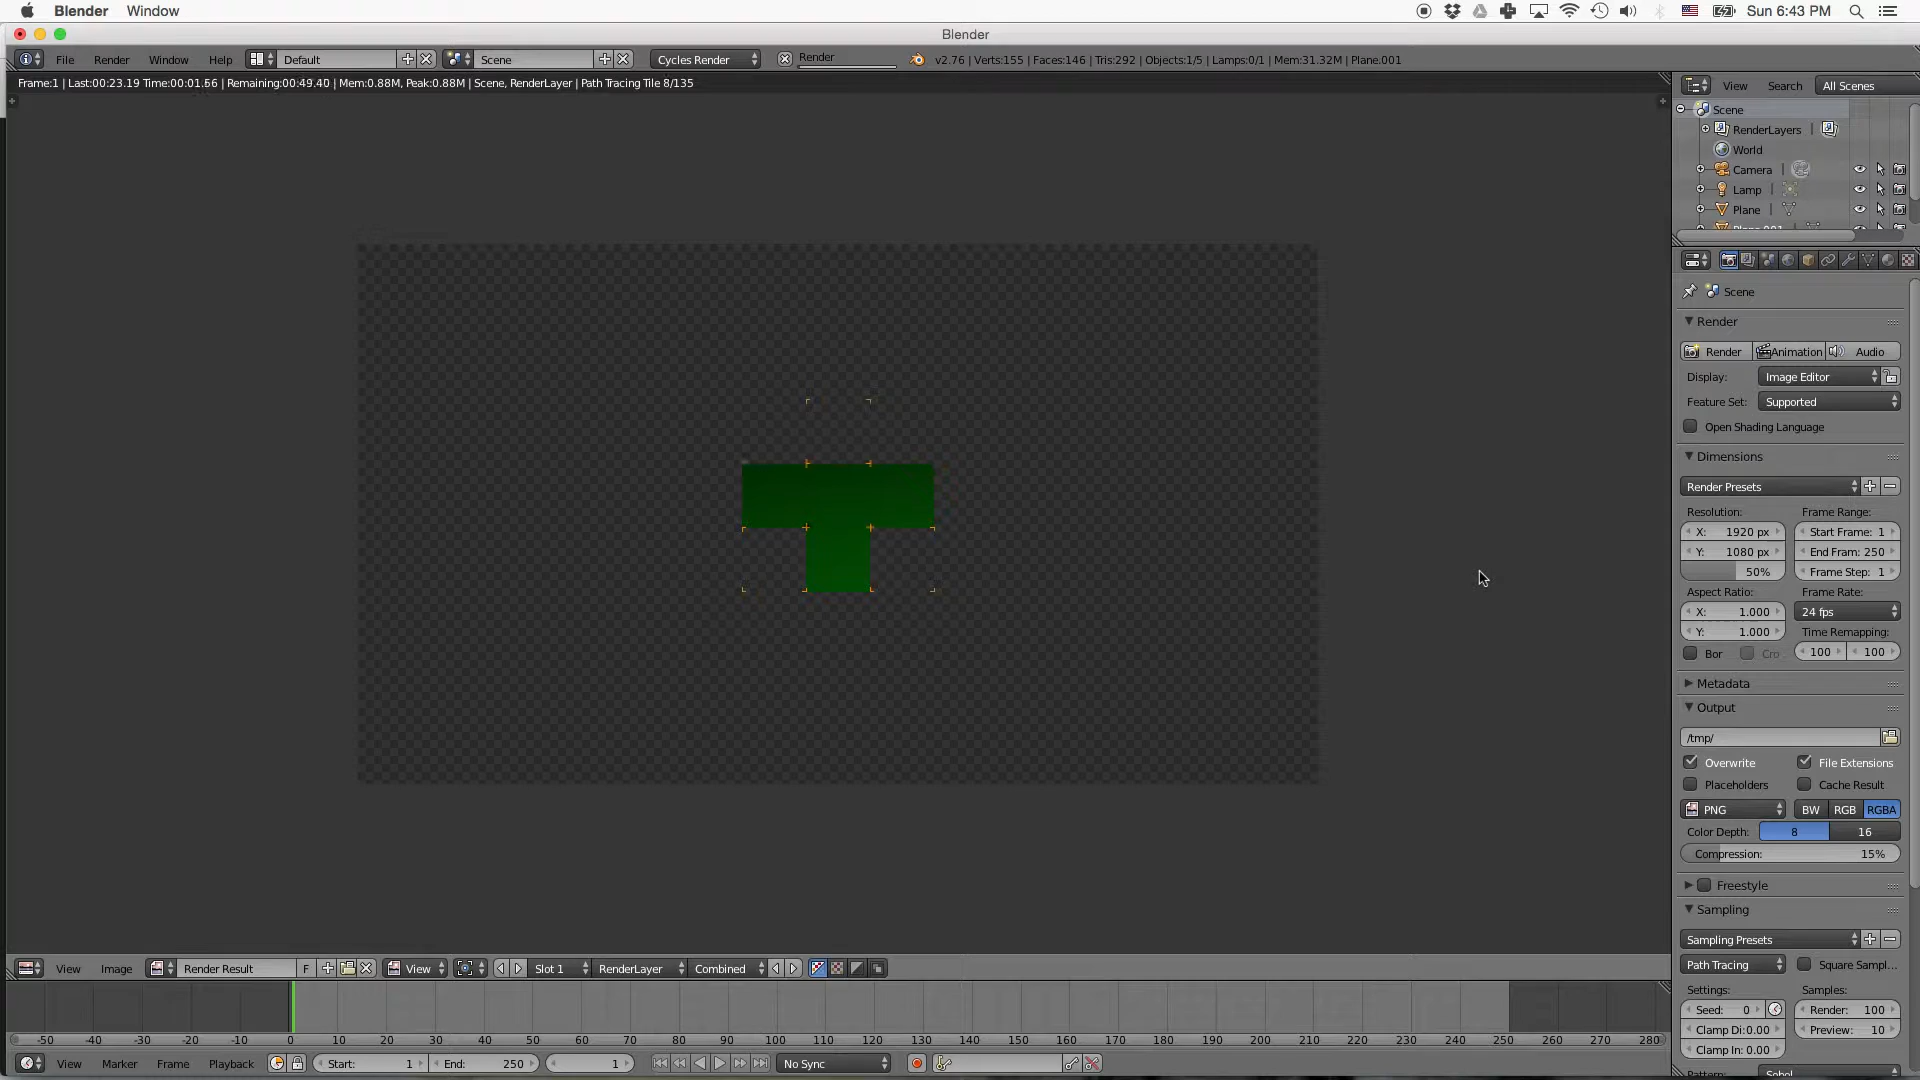 Blender Window Sun 6:43 PM
Blender
File Render Window Help Default Scene Cycles Render Render v2.76 | Verts:155 | Faces:146 | Tris:292 | Objects:1/5 | Lamps:0/1 | Mem:31.32M | Plane.001
Frame:1 | Last:00:23.19 Time:00:01.56 | Remaining:00:49.40 | Mem:0.88M, Peak:0.88M | Scene, RenderLayer | Path Tracing Tile 8/135
View Search All Scenes
Scene
RenderLayers
World
Camera
Lamp
Plane
Plane.001
Scene
Render
Render Animation Audio
Display: Image Editor
Feature Set: Supported
Open Shading Language
Dimensions
Render Presets
Resolution: Frame Range:
X: 1920 px Start Frame: 1
Y: 1080 px End Fram: 250
50% Frame Step: 1
Aspect Ratio: Frame Rate:
X: 1.000 24 fps
Y: 1.000 Time Remapping:
Bor Cro 100 100
Metadata
Output
/tmp/
Overwrite File Extensions
Placeholders Cache Result
PNG BW RGB RGBA
Color Depth: 8 16
Compression: 15%
Freestyle
Sampling
Sampling Presets
Path Tracing Square Sampl...
Settings: Samples:
Seed: 0 Render: 100
Clamp Di:0.00 Preview: 10
Clamp In: 0.00
Pattern: Sobol
View Image Render Result F View Slot 1 RenderLayer Combined
-50 -40 -30 -20 -10 0 10 20 30 40 50 60 70 80 90 100 110 120 130 140 150 160 170 180 190 200 210 220 230 240 250 260 270 280
View Marker Frame Playback Start: 1 End: 250 1 No Sync